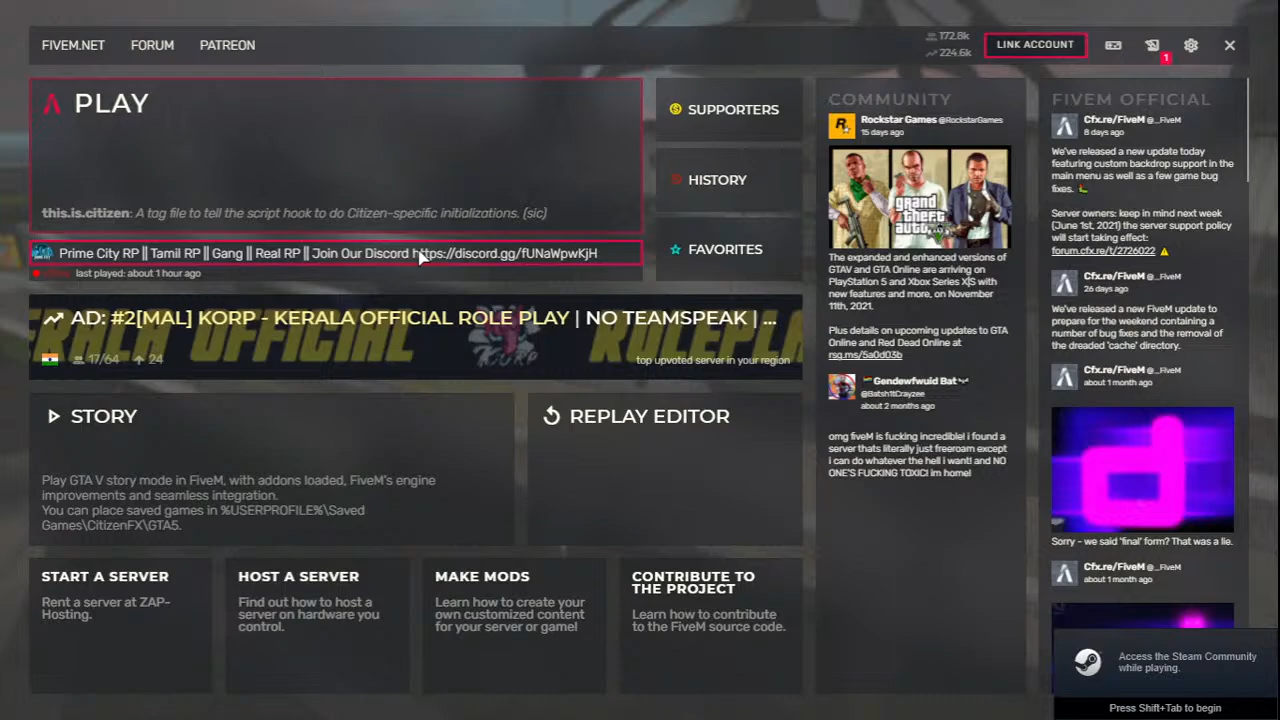 FIVEM.NET FORUM PATREON
172.8k
224.6k
LINK ACCOUNT
1
PLAY
this.is.citizen: A tag file to tell the script hook to do Citizen-specific initializations. (sic)
Prime City RP || Tamil RP || Gang || Real RP || Join Our Discord https://discord.gg/fUNaWpwKjH
last played: about 1 hour ago
SUPPORTERS
HISTORY
FAVORITES
AD: #2[MAL] KORP - KERALA OFFICIAL ROLE PLAY | NO TEAMSPEAK | ...
17/64 24
top upvoted server in your region
STORY
Play GTA V story mode in FiveM, with addons loaded, FiveM's engine
improvements and seamless integration.
You can place saved games in %USERPROFILE%\Saved
Games\CitizenFX\GTA5.
REPLAY EDITOR
START A SERVER
Rent a server at ZAP-
Hosting.
HOST A SERVER
Find out how to host a
server on hardware you
control.
MAKE MODS
Learn how to create your
own customized content
for your server or game!
CONTRIBUTE TO
THE PROJECT
Learn how to contribute
to the FiveM source code.
COMMUNITY
Rockstar Games @RockstarGames
15 days ago
grand
theft
auto
The expanded and enhanced versions of
GTAV and GTA Online are arriving on
PlayStation 5 and Xbox Series X|S with
new features and more, on November
11th, 2021.
Plus details on upcoming updates to GTA
Online and Red Dead Online at
rsg.ms/5a0d03b
Gendewfwuid Bat
@Batsh1tCrayzee
about 2 months ago
omg fiveM is fucking incredible! i found a
server thats literally just freeroam except
i can do whatever the hell i want! and NO
ONE'S FUCKING TOXIC! im home!
FIVEM OFFICIAL
Cfx.re/FiveM @_FiveM
8 days ago
We've released a new update today
featuring custom backdrop support in the
main menu as well as a few game bug
fixes.
Server owners: keep in mind next week
(June 1st, 2021) the server support policy
will start taking effect:
forum.cfx.re/t/2726022
Cfx.re/FiveM @_FiveM
26 days ago
We've released a new FiveM update to
prepare for the weekend containing a
number of bug fixes and the removal of
the dreaded 'cache' directory.
Cfx.re/FiveM @_FiveM
about 1 month ago
d
Sorry - we said 'final' form? That was a lie.
Cfx.re/FiveM @_FiveM
about 1 month ago
Access the Steam Community
while playing.
Press Shift+Tab to begin